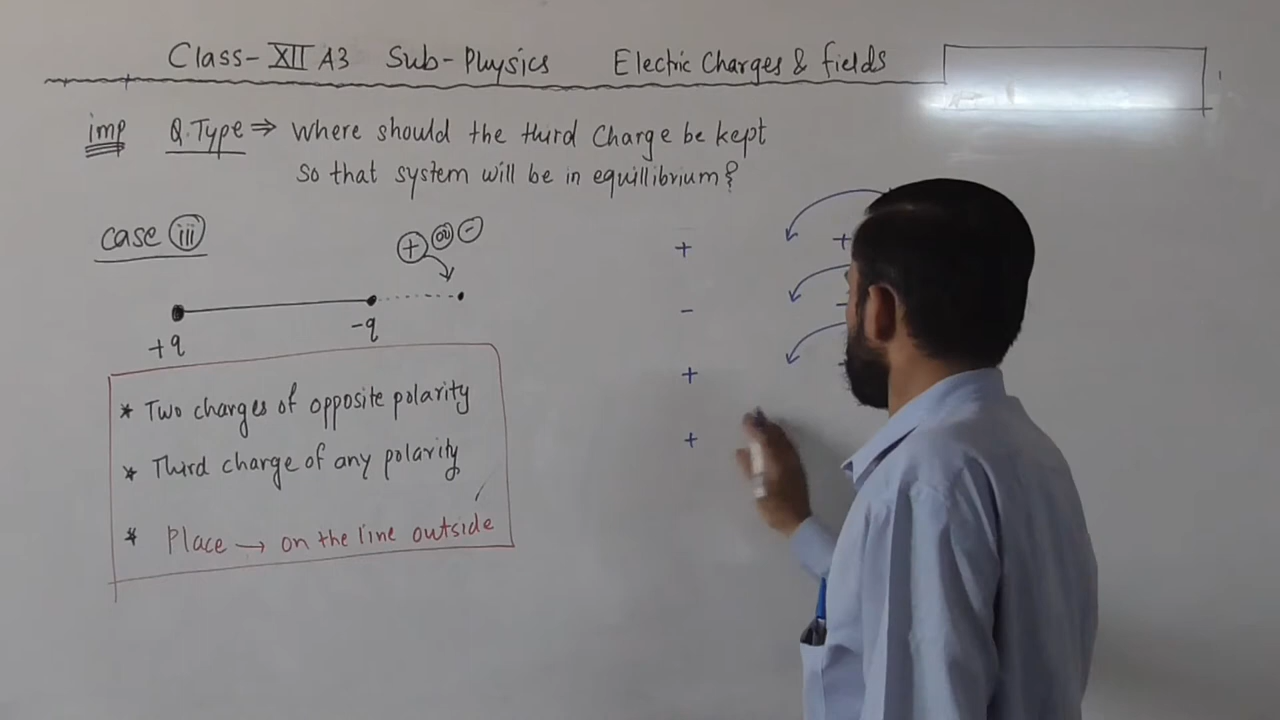 Class-XII A3 Sub-Physics Electric Charges & fields
imp Q.Type ⇒ Where should the third Charge be kept
so that system will be in equillibrium?
case (iii)
+ or -
+q
-q
* Two charges of opposite polarity
* Third charge of any polarity
* Place → on the line outside
+ +
-
+
+